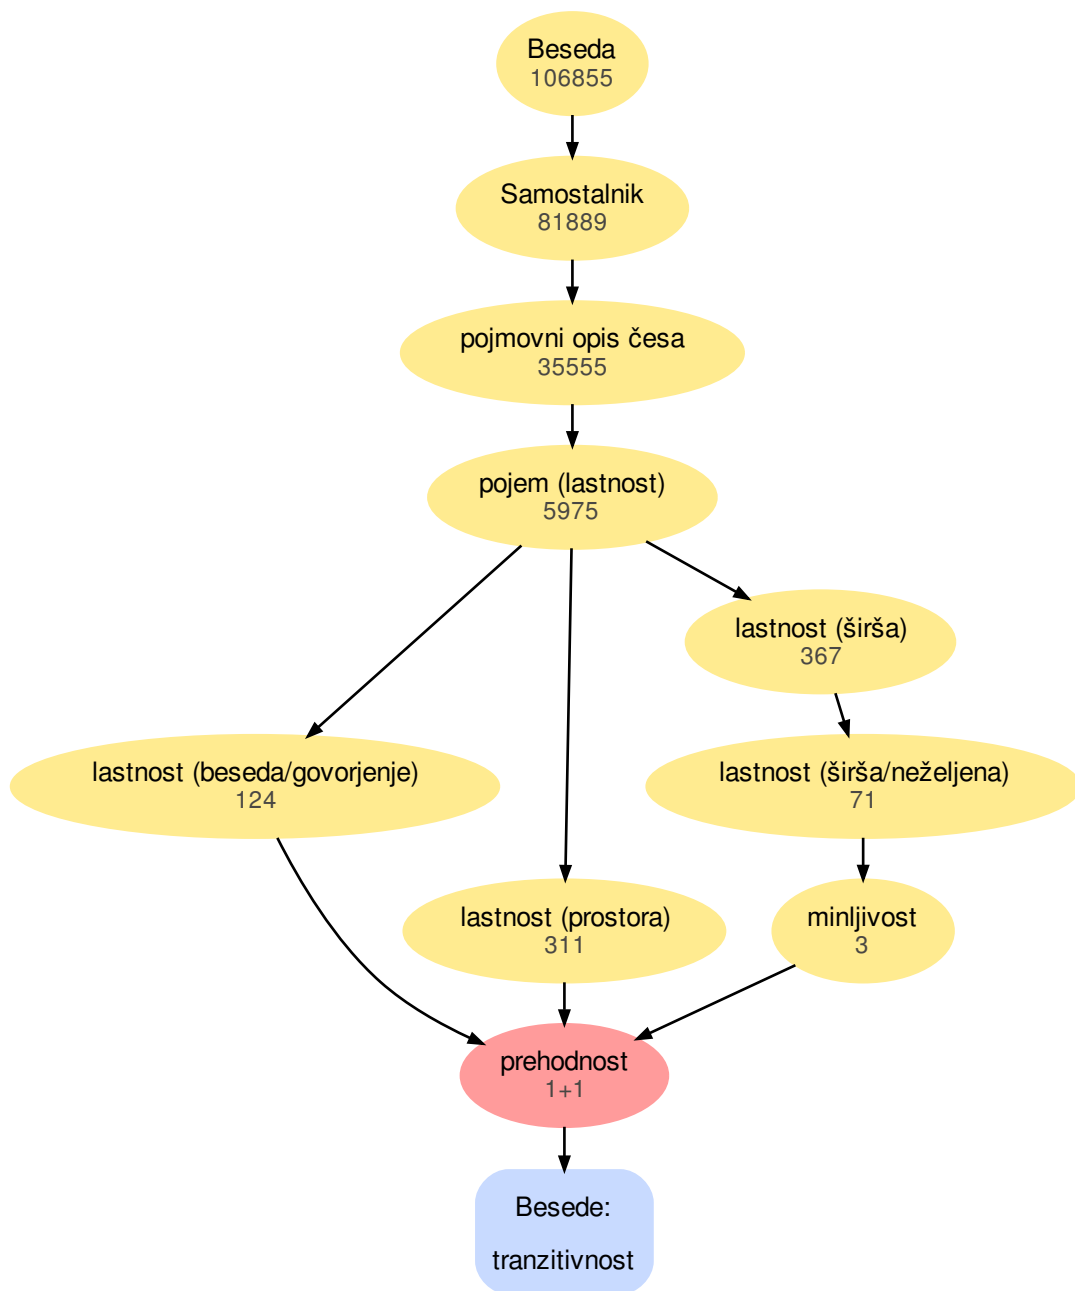 Beseda
106855
Samostalnik
81889
pojmovni opis česa
35555
pojem (lastnost)
5975
lastnost (širša)
367
lastnost (beseda/govorjenje)
124
lastnost (širša/neželjena)
71
lastnost (prostora)
311
minljivost
3
prehodnost
1+1
Besede:
tranzitivnost